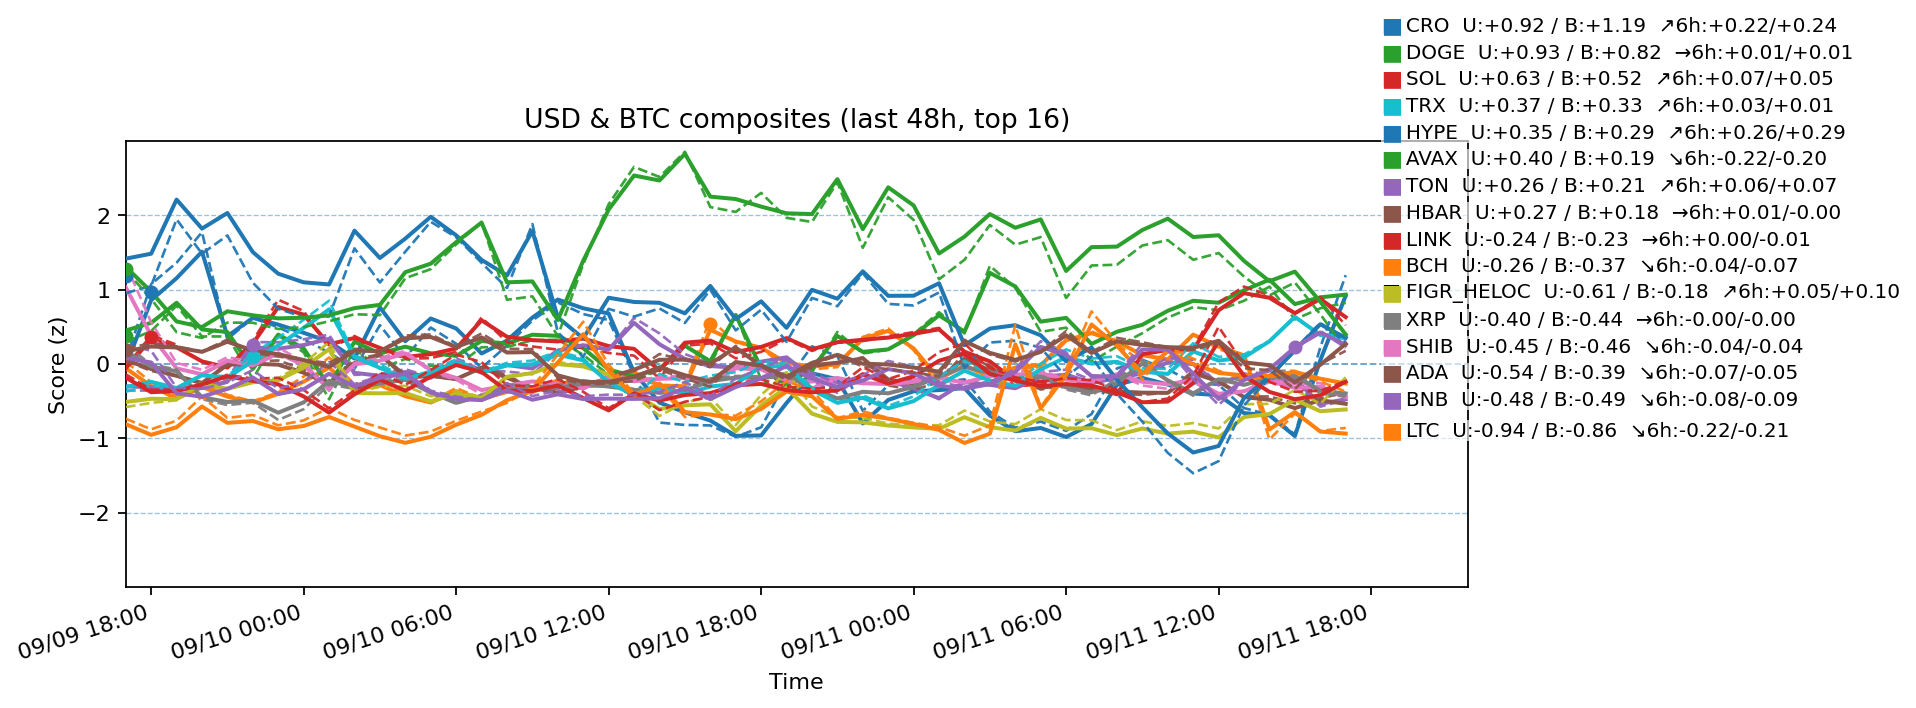 CRO U:+0.92 / B:+1.19 ↗6h:+0.22/+0.24
DOGE U:+0.93 / B:+0.82 →6h:+0.01/+0.01
SOL U:+0.63 / B:+0.52 ↗6h:+0.07/+0.05
TRX U:+0.37 / B:+0.33 ↗6h:+0.03/+0.01
HYPE U:+0.35 / B:+0.29 ↗6h:+0.26/+0.29
AVAX U:+0.40 / B:+0.19 ↘6h:-0.22/-0.20
TON U:+0.26 / B:+0.21 ↗6h:+0.06/+0.07
HBAR U:+0.27 / B:+0.18 →6h:+0.01/-0.00
LINK U:-0.24 / B:-0.23 →6h:+0.00/-0.01
BCH U:-0.26 / B:-0.37 ↘6h:-0.04/-0.07
FIGR_HELOC U:-0.61 / B:-0.18 ↗6h:+0.05/+0.10
XRP U:-0.40 / B:-0.44 →6h:-0.00/-0.00
SHIB U:-0.45 / B:-0.46 ↘6h:-0.04/-0.04
ADA U:-0.54 / B:-0.39 ↘6h:-0.07/-0.05
BNB U:-0.48 / B:-0.49 ↘6h:-0.08/-0.09
LTC U:-0.94 / B:-0.86 ↘6h:-0.22/-0.21
USD & BTC composites (last 48h, top 16)
Score (z)
2
1
0
−1
−2
09/09 18:00
09/10 00:00
09/10 06:00
09/10 12:00
09/10 18:00
09/11 00:00
09/11 06:00
09/11 12:00
09/11 18:00
Time